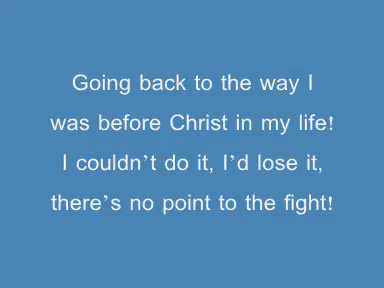 Going back to the way I
was before Christ in my life!
I couldn’t do it, I’d lose it,
there’s no point to the fight!